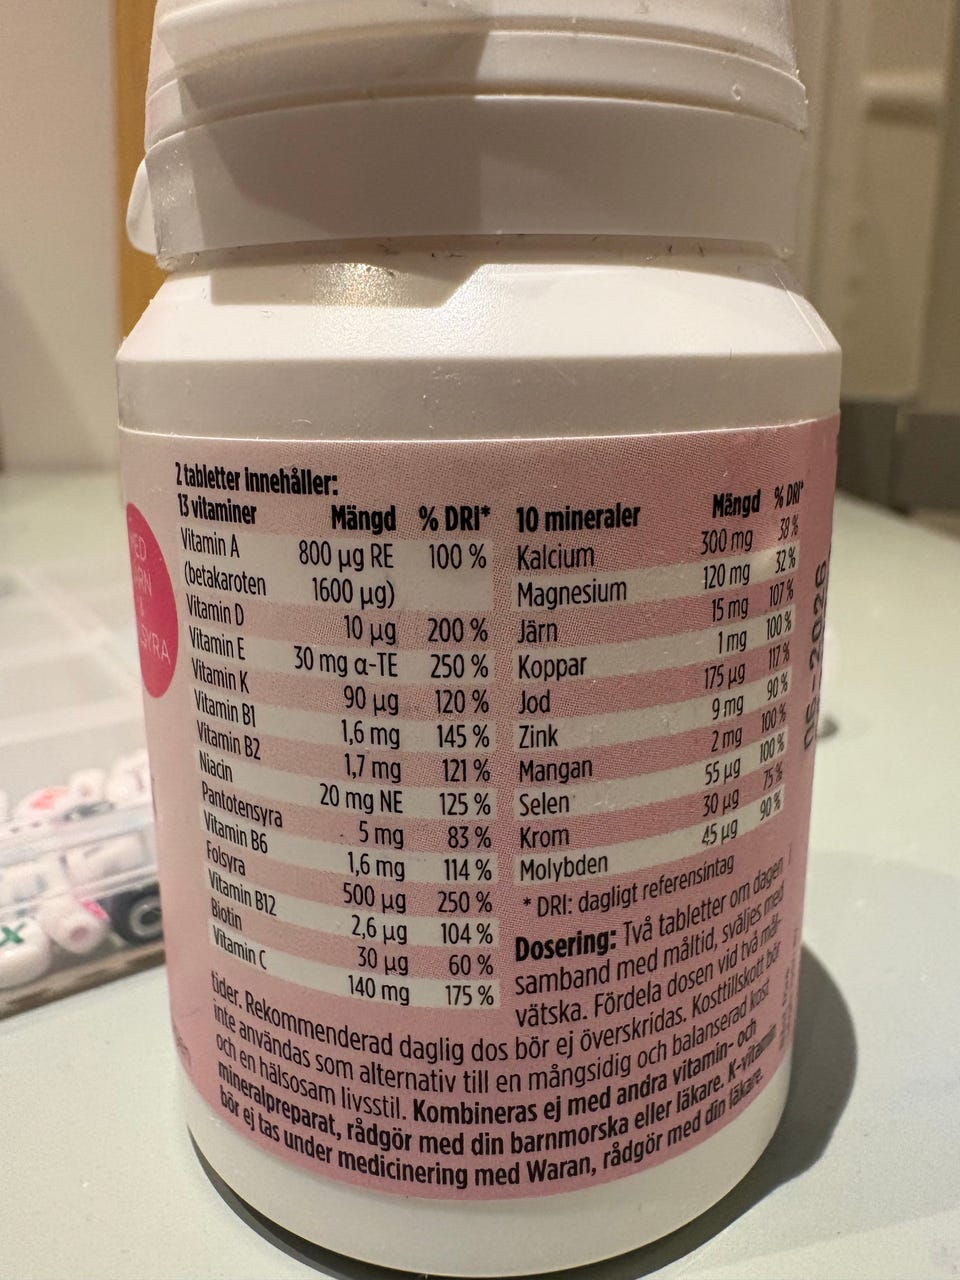 2 tabletter innehåller:
13 vitaminer Mängd % DRI*
Vitamin A 800 µg RE 100 %
(betakaroten 1600 µg)
Vitamin D 10 µg 200 %
Vitamin E 30 mg α-TE 250 %
Vitamin K 90 µg 120 %
Vitamin B1 1,6 mg 145 %
Vitamin B2 1,7 mg 121 %
Niacin 20 mg NE 125 %
Pantotensyra 5 mg 83 %
Vitamin B6 1,6 mg 114 %
Folsyra 500 µg 250 %
Vitamin B12 2,6 µg 104 %
Biotin 30 µg 60 %
Vitamin C 140 mg 175 %
10 mineraler Mängd % DRI*
Kalcium 300 mg 38 %
Magnesium 120 mg 32 %
Järn 15 mg 107 %
Koppar 1 mg 100 %
Jod 175 µg 117 %
Zink 9 mg 90 %
Mangan 2 mg 100 %
Selen 55 µg 100 %
Krom 30 µg 75 %
Molybden 45 µg 90 %
* DRI: dagligt referensintag
Dosering: Två tabletter om dagen
samband med måltid, sväljes med
vätska. Fördela dosen vid två mål-
tider. Rekommenderad daglig dos bör ej överskridas. Kosttillskott bör
inte användas som alternativ till en mångsidig och balanserad kost
och en hälsosam livsstil. Kombineras ej med andra vitamin- och
mineralpreparat, rådgör med din barnmorska eller läkare. K-vitamin
bör ej tas under medicinering med Waran, rådgör med din läkare.